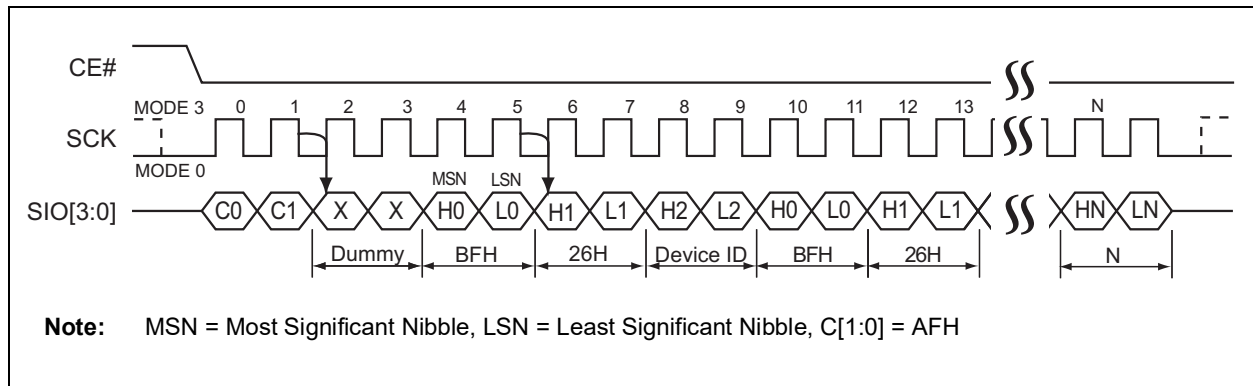 CE#
MODE 3 0 1 2 3 4 5 6 7 8 9 10 11 12 13 N
SCK
MODE 0
MSN LSN
SIO[3:0] C0 C1 X X H0 L0 H1 L1 H2 L2 H0 L0 H1 L1 HN LN
Dummy BFH 26H Device ID BFH 26H N
Note: MSN = Most Significant Nibble, LSN = Least Significant Nibble, C[1:0] = AFH